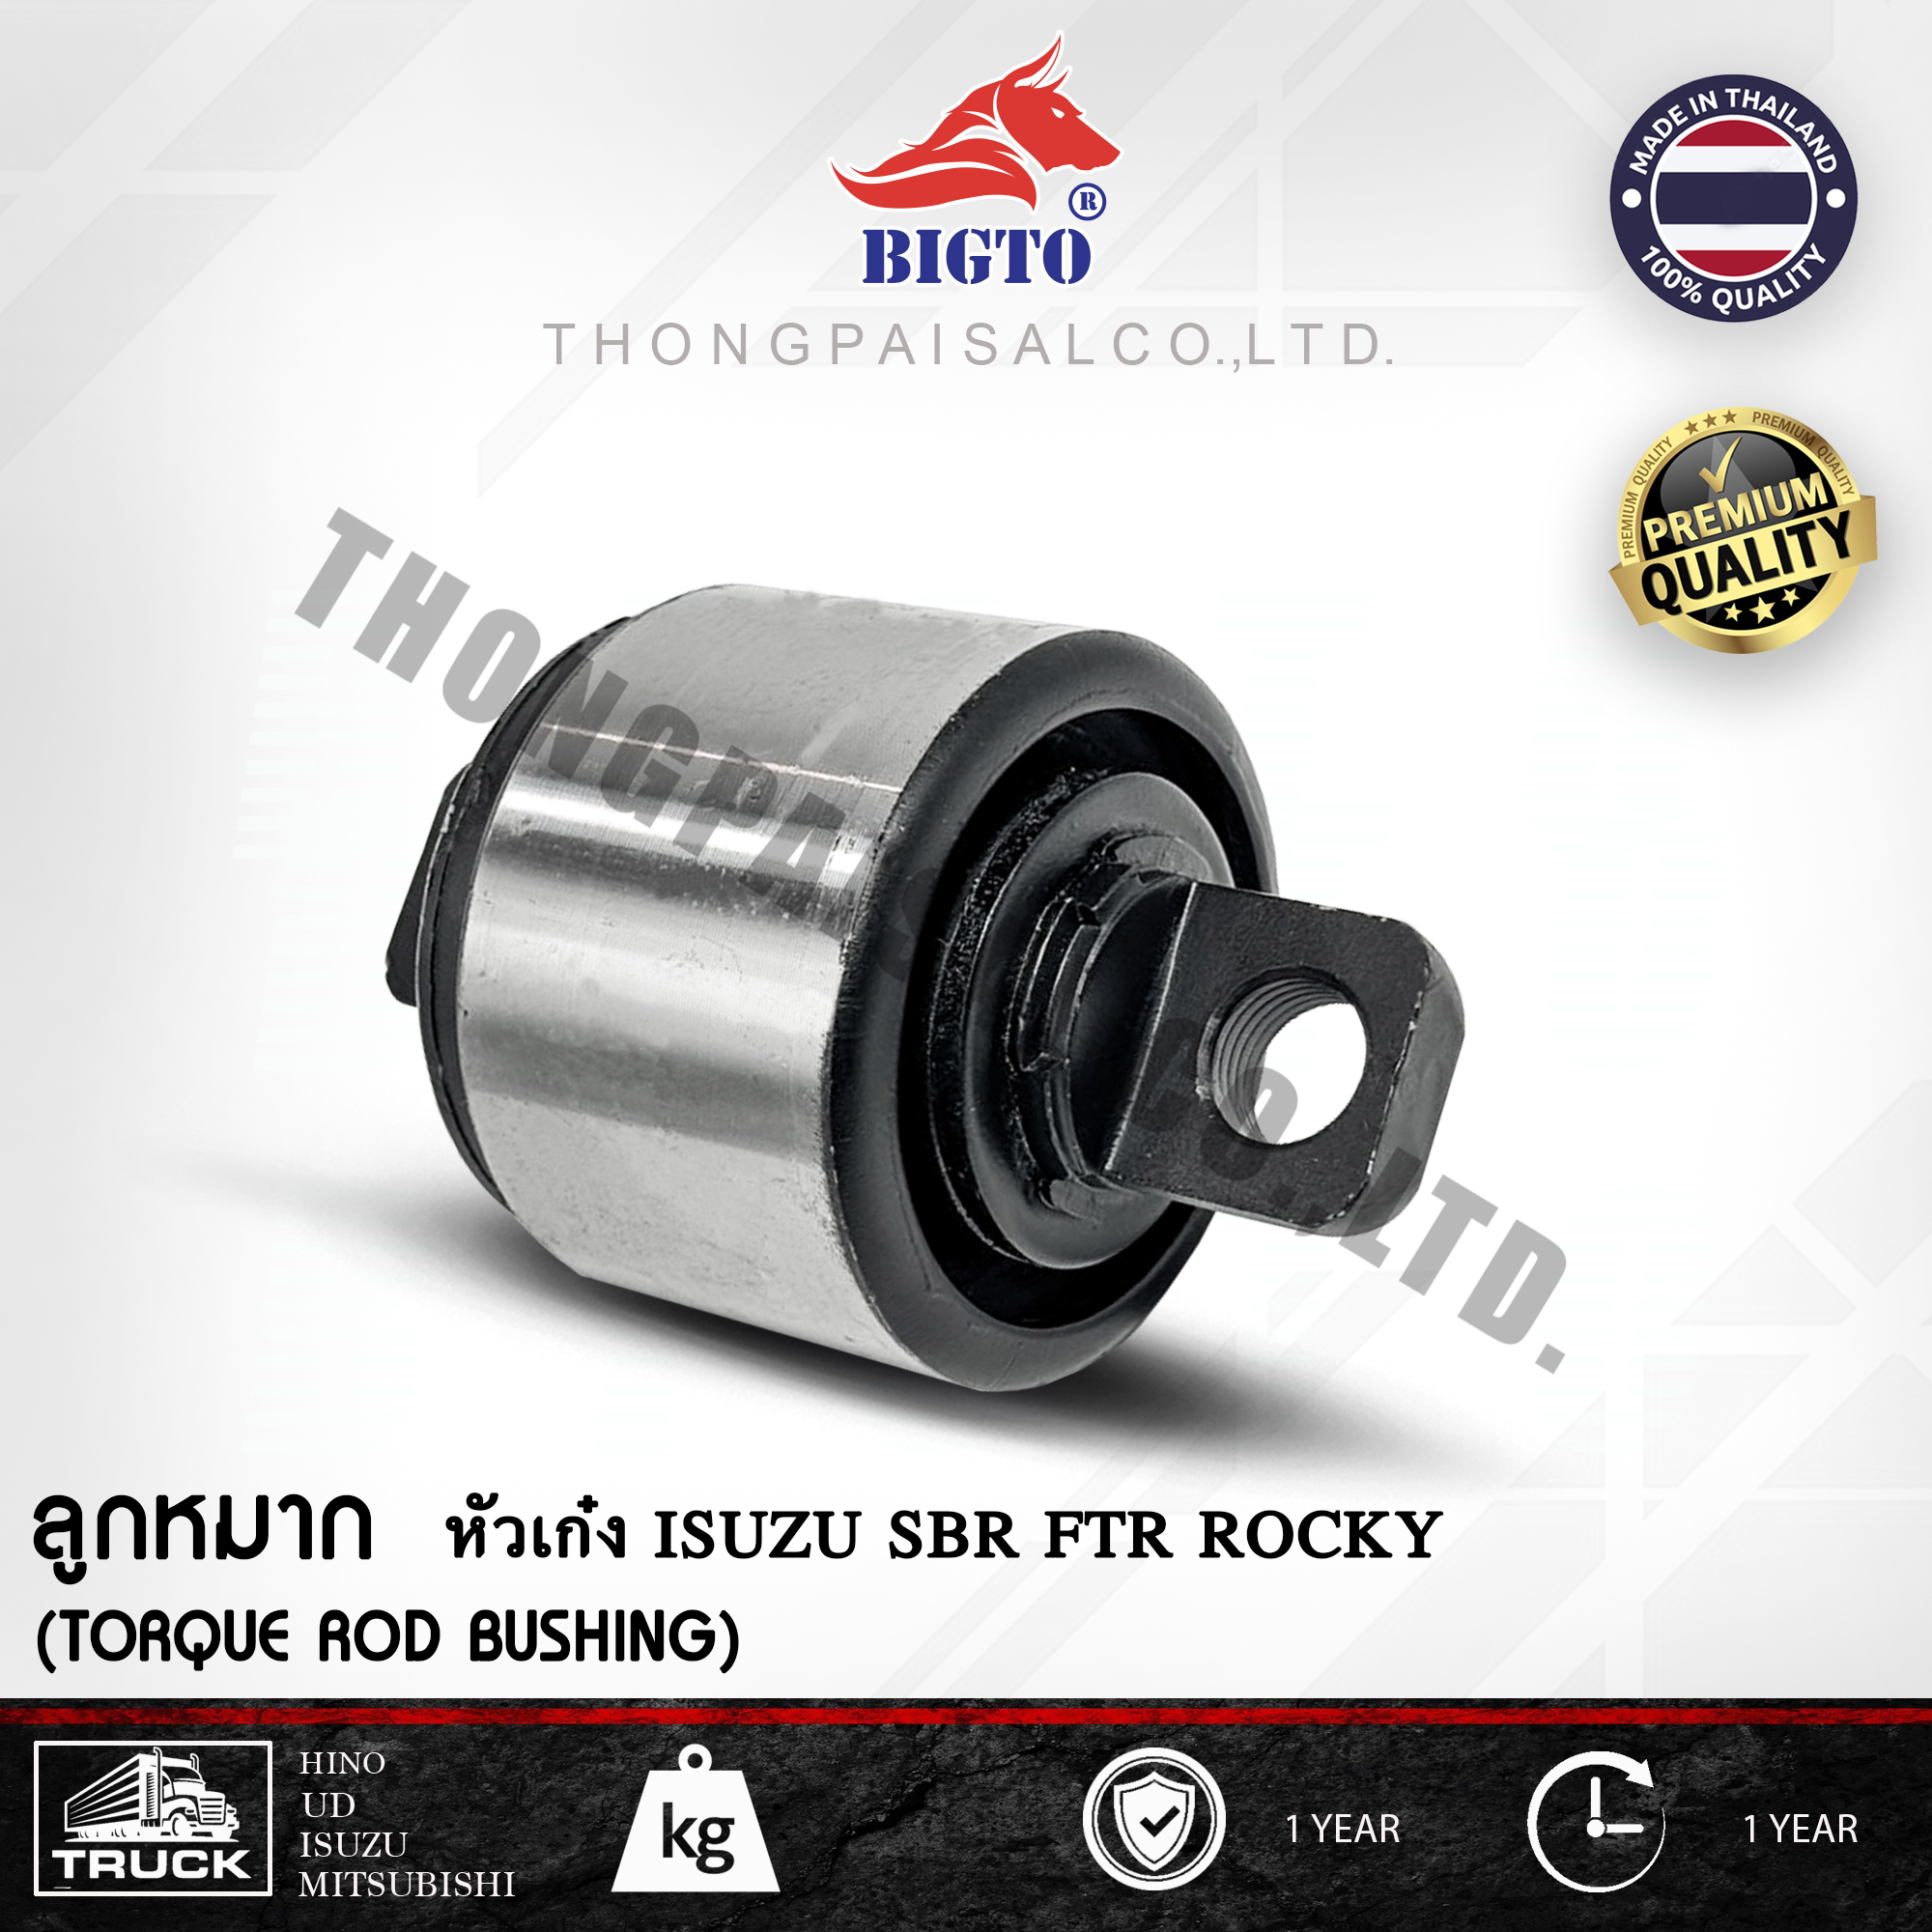 BIGTO ®
THONGPAISAL CO.,LTD.
MADE IN THAILAND
100% QUALITY
PREMIUM QUALITY ★★★ PREMIUM QUALITY
PREMIUM
QUALITY
THONGPAISAL CO.,LTD.
ลูกหมาก หัวเก๋ง ISUZU SBR FTR ROCKY
(TORQUE ROD BUSHING)
TRUCK
HINO
UD
ISUZU
MITSUBISHI
kg
1 YEAR
1 YEAR